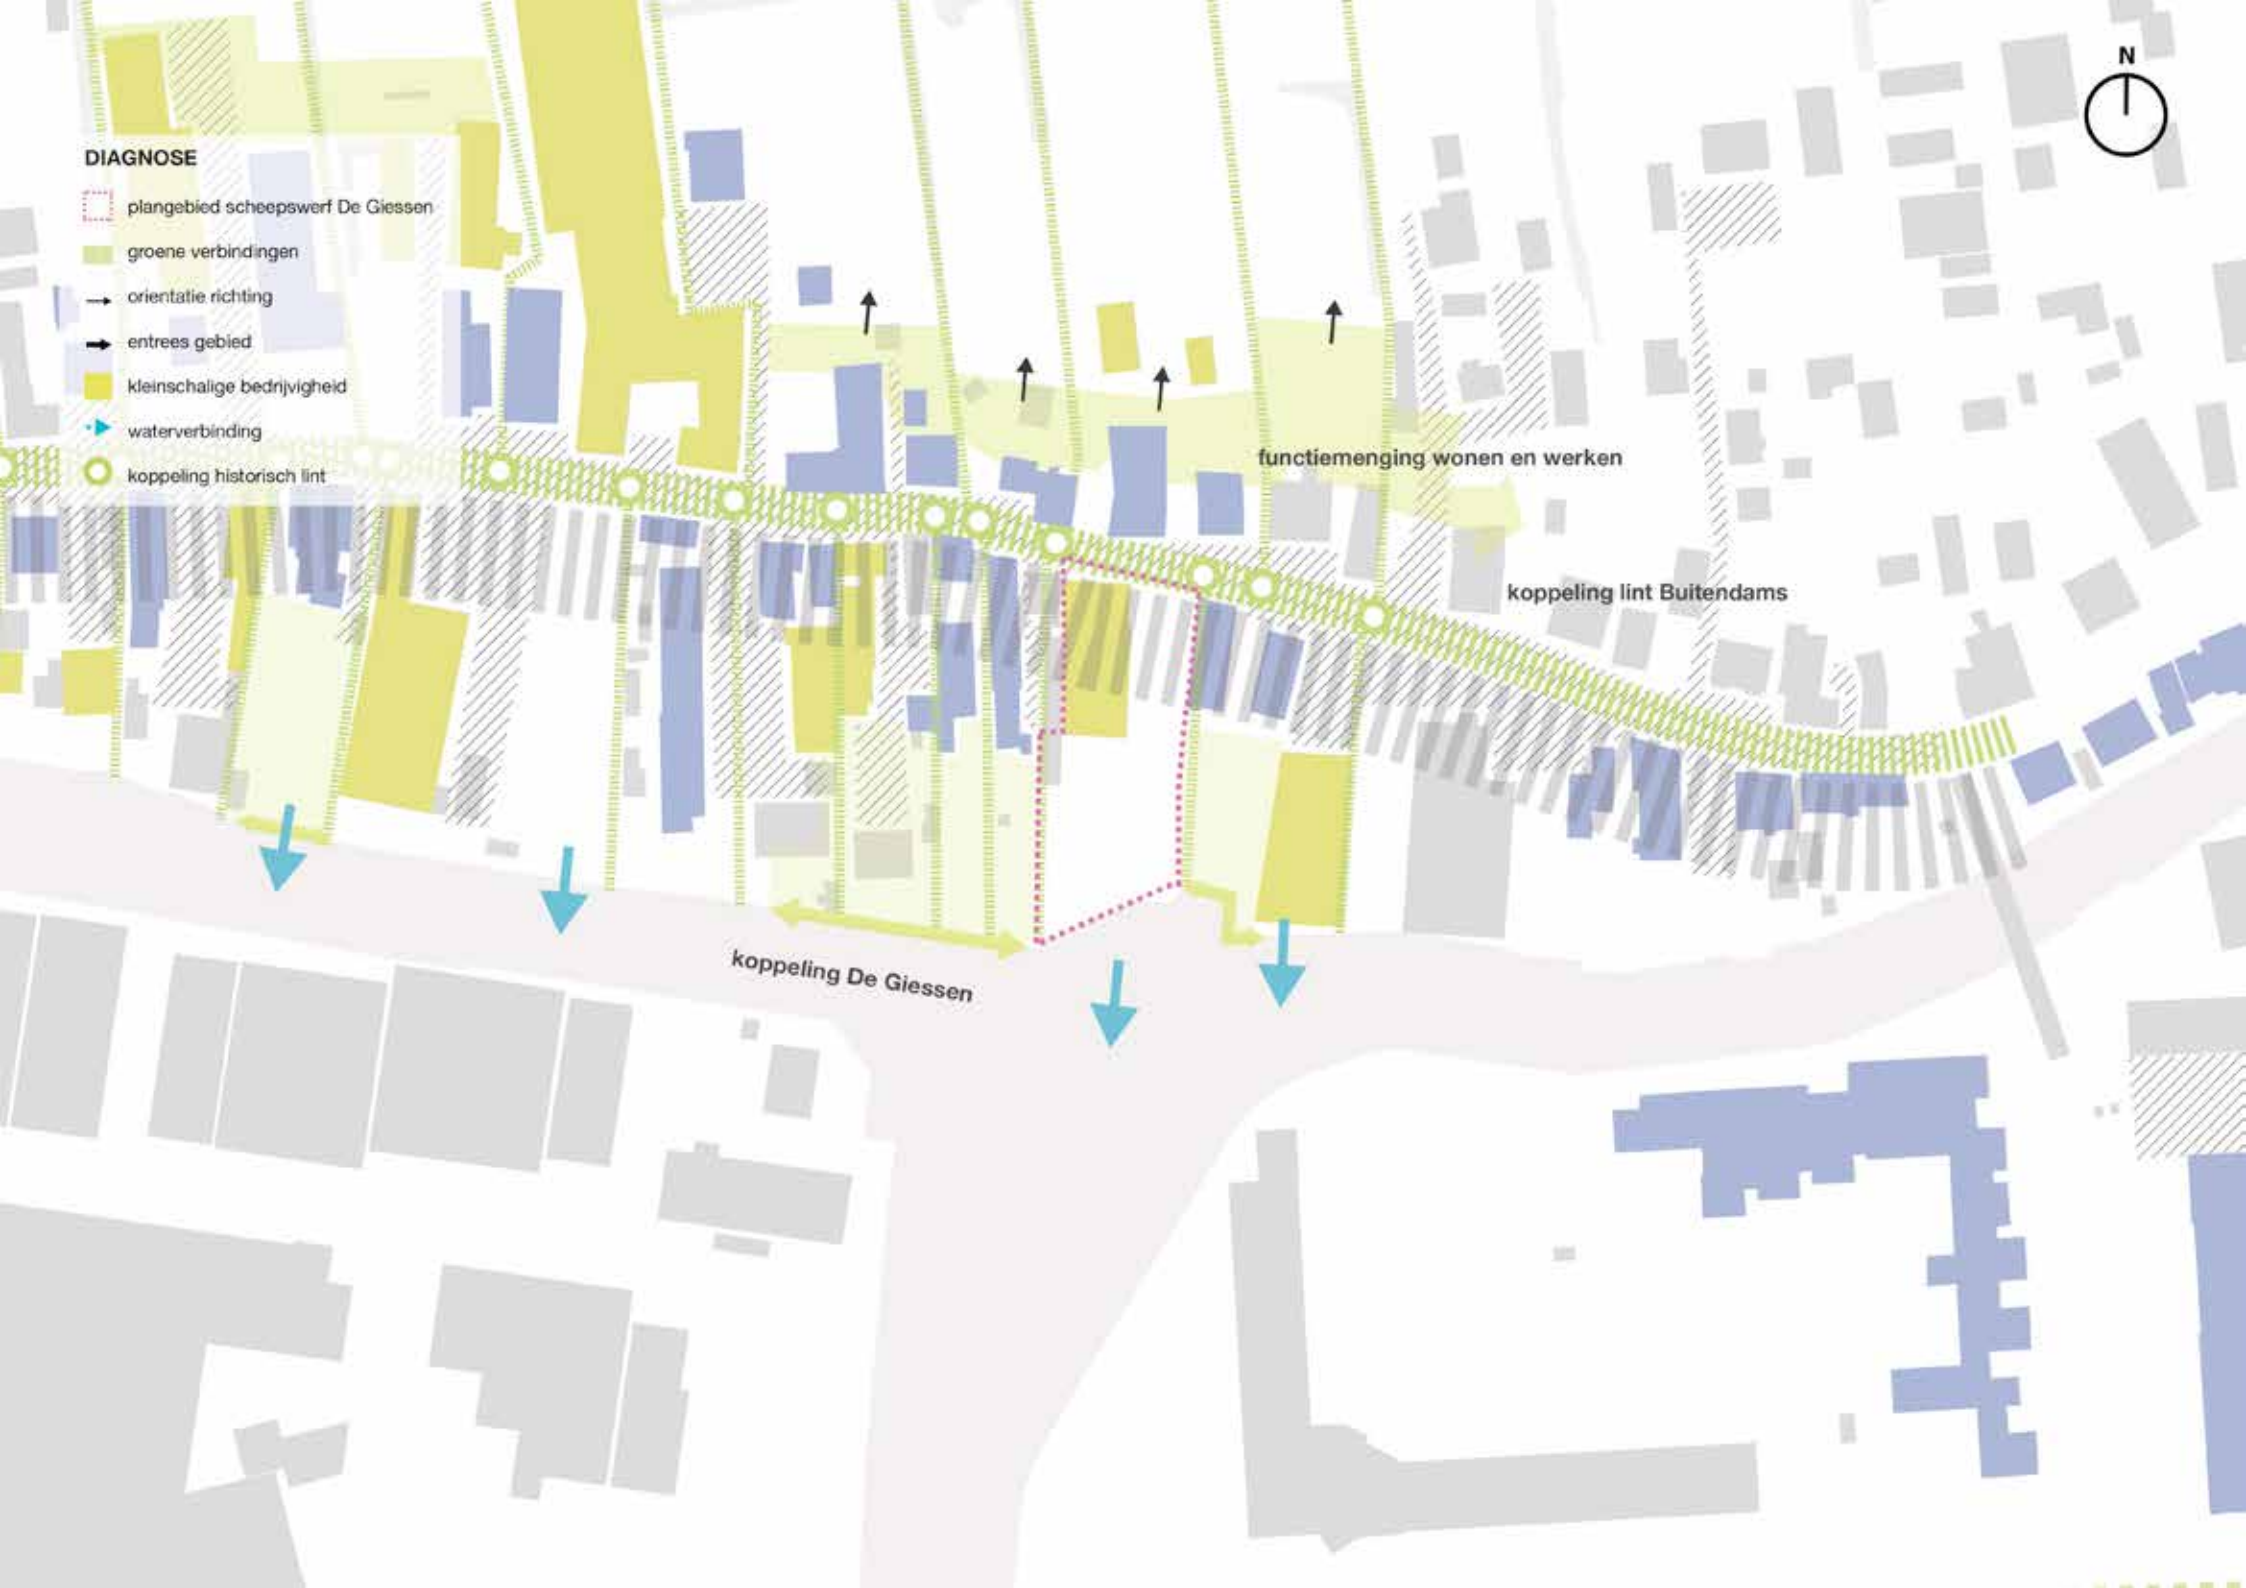 N
DIAGNOSE
plangebied scheepswerf De Giessen
groene verbindingen
orientatie richting
entrees gebied
kleinschalige bedrijvigheid
waterverbinding
koppeling historisch lint
functiemenging wonen en werken
koppeling lint Buitendams
koppeling De Giessen